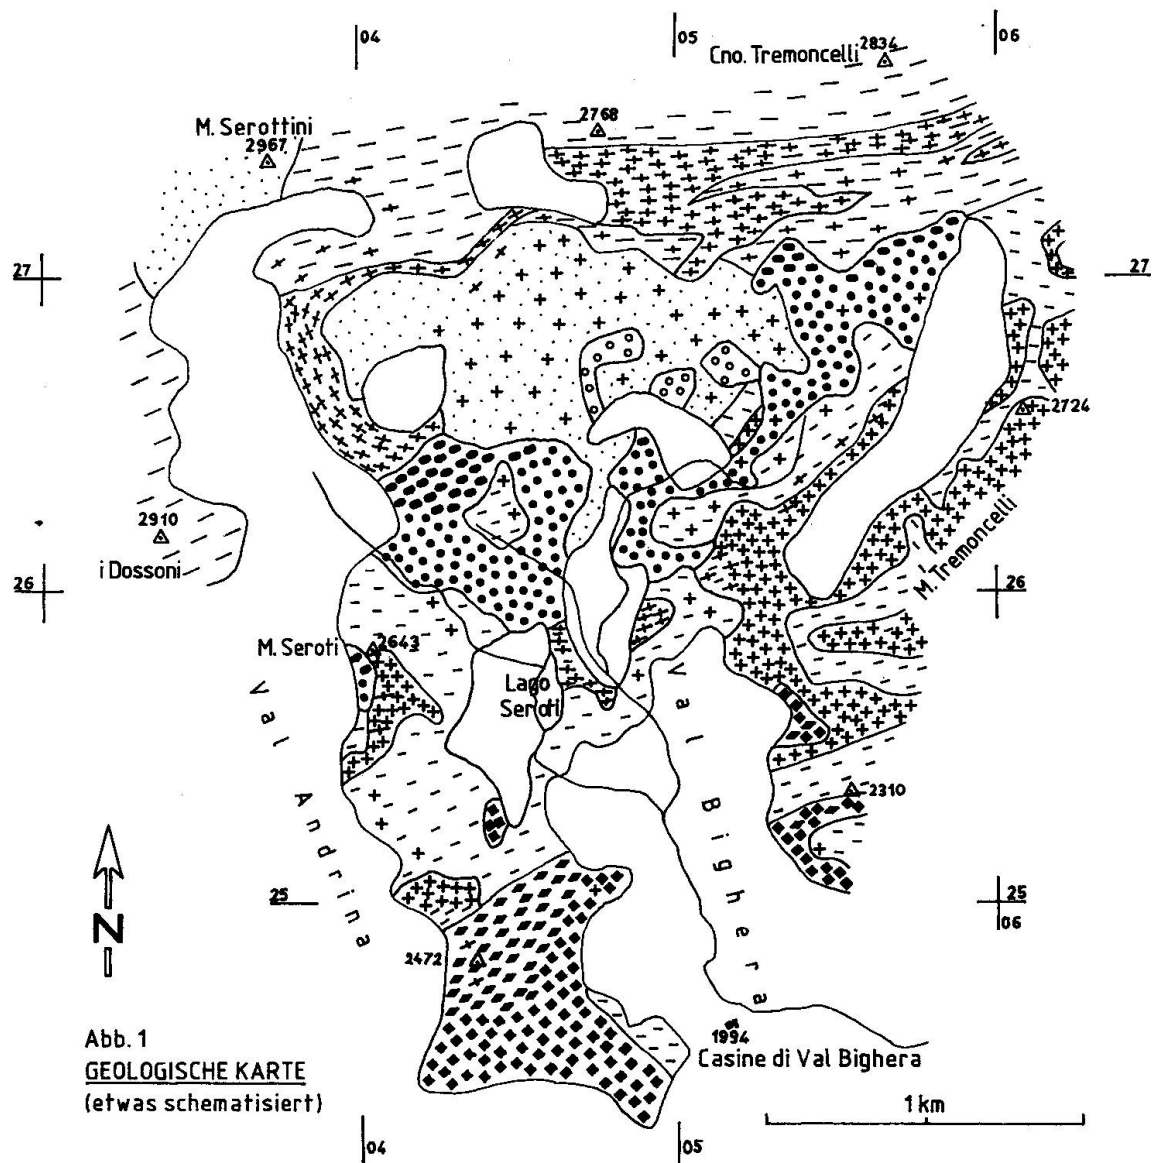 04
05
06
Cno. Tremoncelli 2834
M. Serottini
2967
2768
27
27
2724
2910
i Dossoni
M. Tremoncelli
26
26
M. Seroti 2643
Lago
Seroti
Val Andrina
Val Bighera
2310
25
25
06
2472
N
1994
Casine di Val Bighera
Abb. 1
GEOLOGISCHE KARTE
(etwas schematisiert)
1 km
04
05